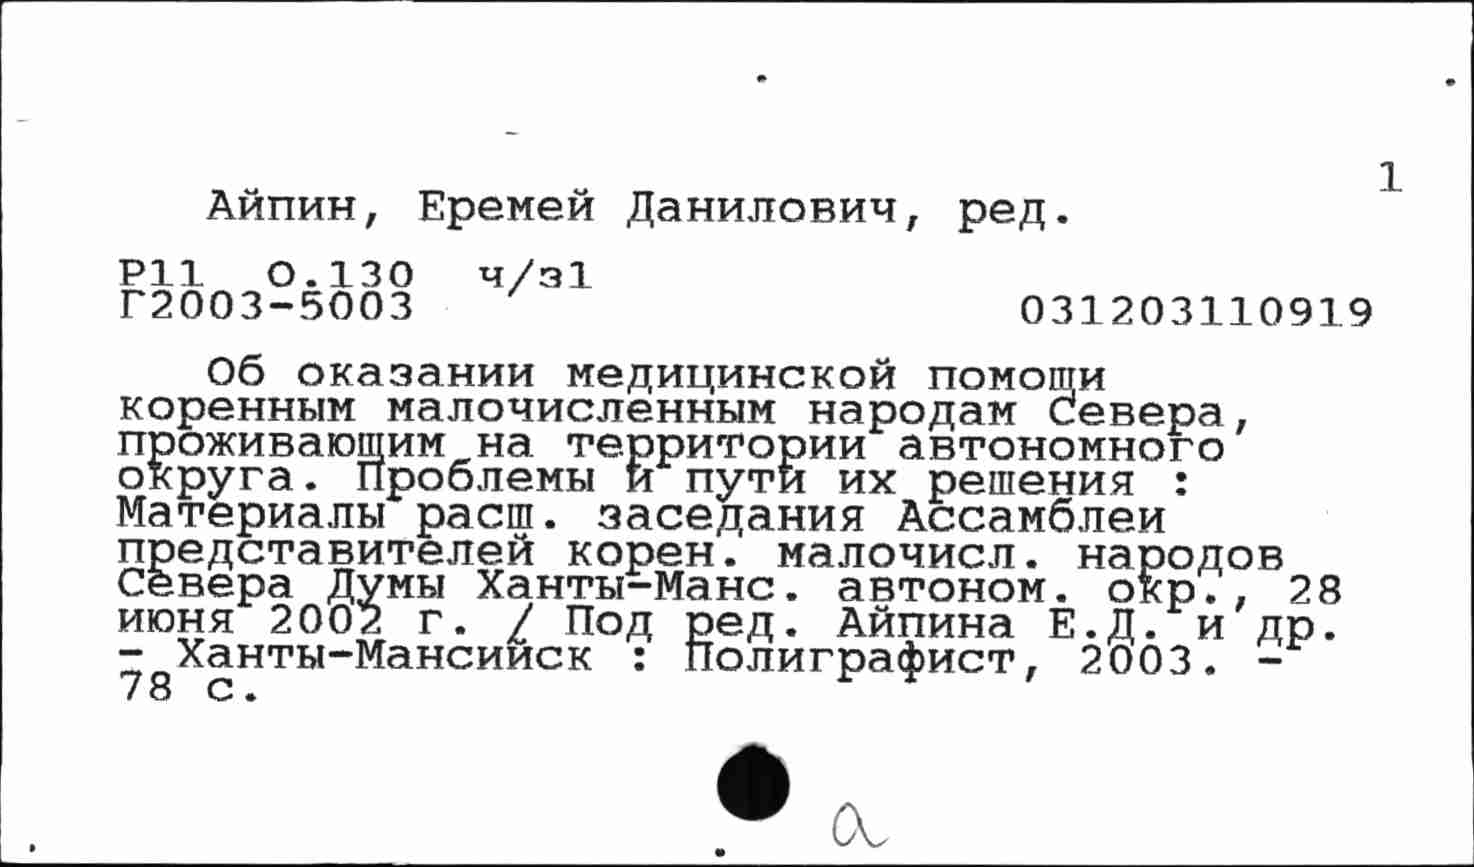 1
Айпин, Еремей Данилович, ред.
Р11 О.130 ч/з1
Г2003-5003
031203110919
Об оказании медицинской помощи
коренным малочисленным народам Севера,
проживающим на территории автономного
округа. Проблемы и пути их решения :
Материалы расш. заседания Ассамблеи
представителей корен. малочисл. народов
Севера Думы Ханты-Манс. автоном. окр., 28
июня 2002 г. / Под ред. Айпина Е.Д. и др.
- Ханты-Мансийск : Полиграфист, 2003. -
78 с.
а